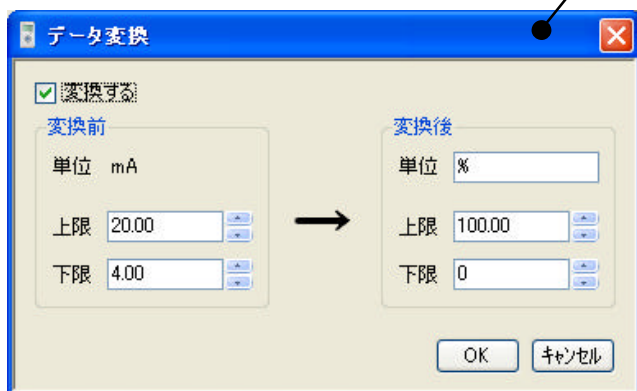 データ変換
変換する
変換前
単位 mA
上限 20.00
下限 4.00
変換後
単位 %
上限 100.00
下限 0
OK キャンセル